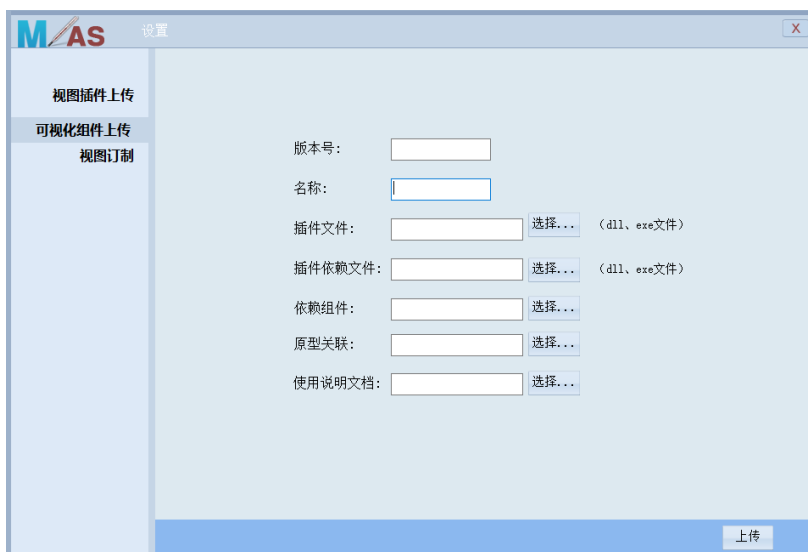 MAS
设置
X
视图插件上传
可视化组件上传
视图订制
版本号:
名称:
插件文件:
选择...
（dll、exe文件）
插件依赖文件:
选择...
（dll、exe文件）
依赖组件:
选择...
原型关联:
选择...
使用说明文档:
选择...
上传